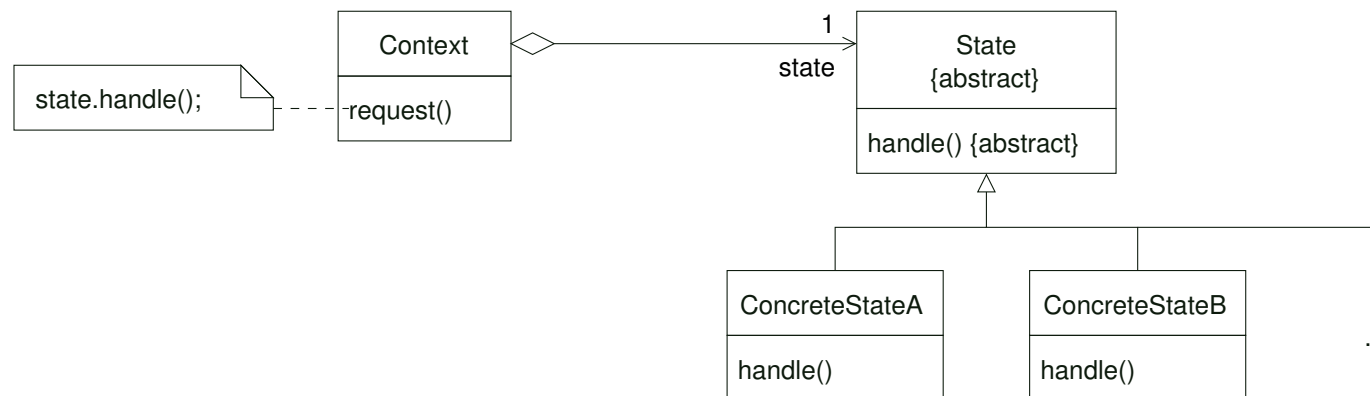 Context
1
State
{abstract}
state
state.handle();
request()
handle() {abstract}
ConcreteStateA
ConcreteStateB
handle()
handle()
.